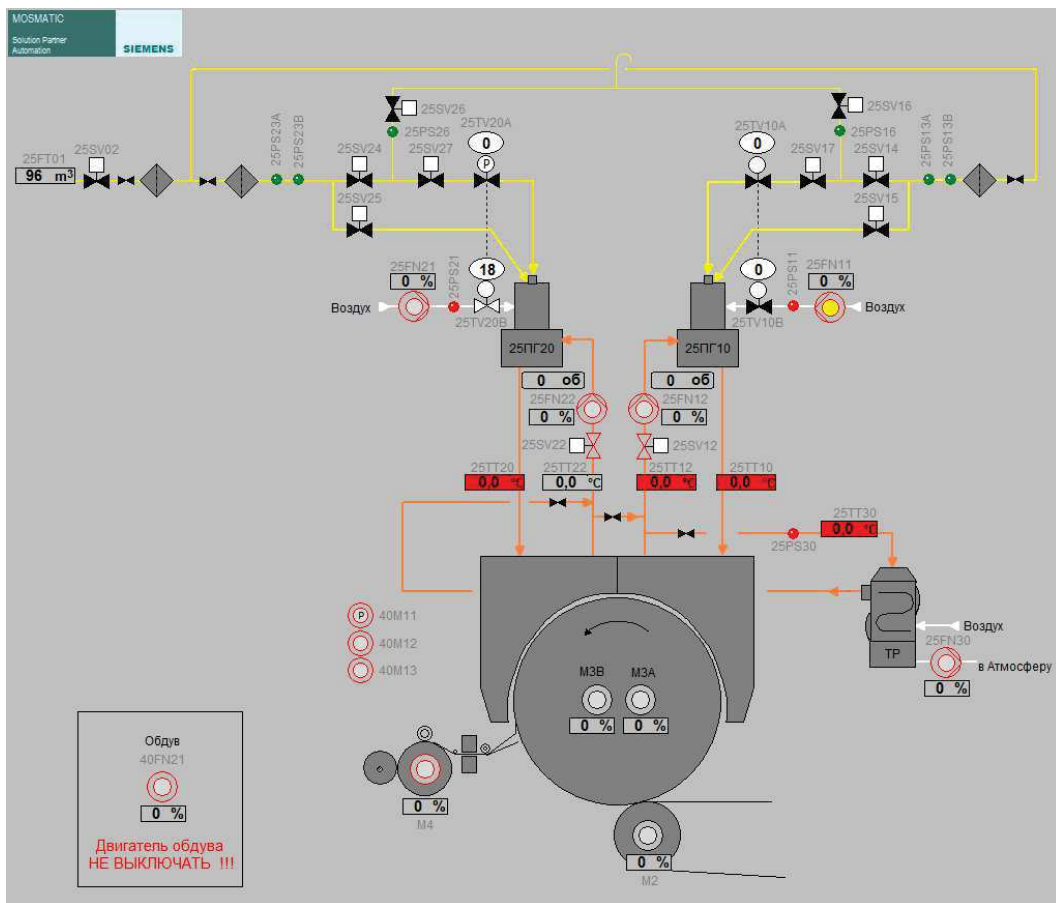 MOSMATIC
Solution Partner
Automation
SIEMENS
25SV26
25SV16
25PS23A
25PS23B
25PS26
25TV20A
25TV10A
25PS16
25PS13A
25PS13B
25FT01
25SV02
25SV24
25SV27
0
P
0
25SV17
25SV14
96 m³
25SV25
25SV15
25FN21
0 %
25PS21
18
0
25PS11
25FN11
0 %
Воздух
25TV20B
25TV10B
Воздух
25ПГ20
25ПГ10
0 об
0 об
25FN22
0 %
25FN12
0 %
25SV22
25SV12
25TT20
0,0 °C
25TT22
0,0 °C
25TT12
0,0 °C
25TT10
0,0 °C
25TT30
0,0 °C
25PS30
P
40M11
40M12
40M13
Воздух
25FN30
ТР
в Атмосферу
0 %
М3В
М3А
0 %
0 %
Обдув
40FN21
0 %
Двигатель обдува
НЕ ВЫКЛЮЧАТЬ !!!
0 %
M4
0 %
M2